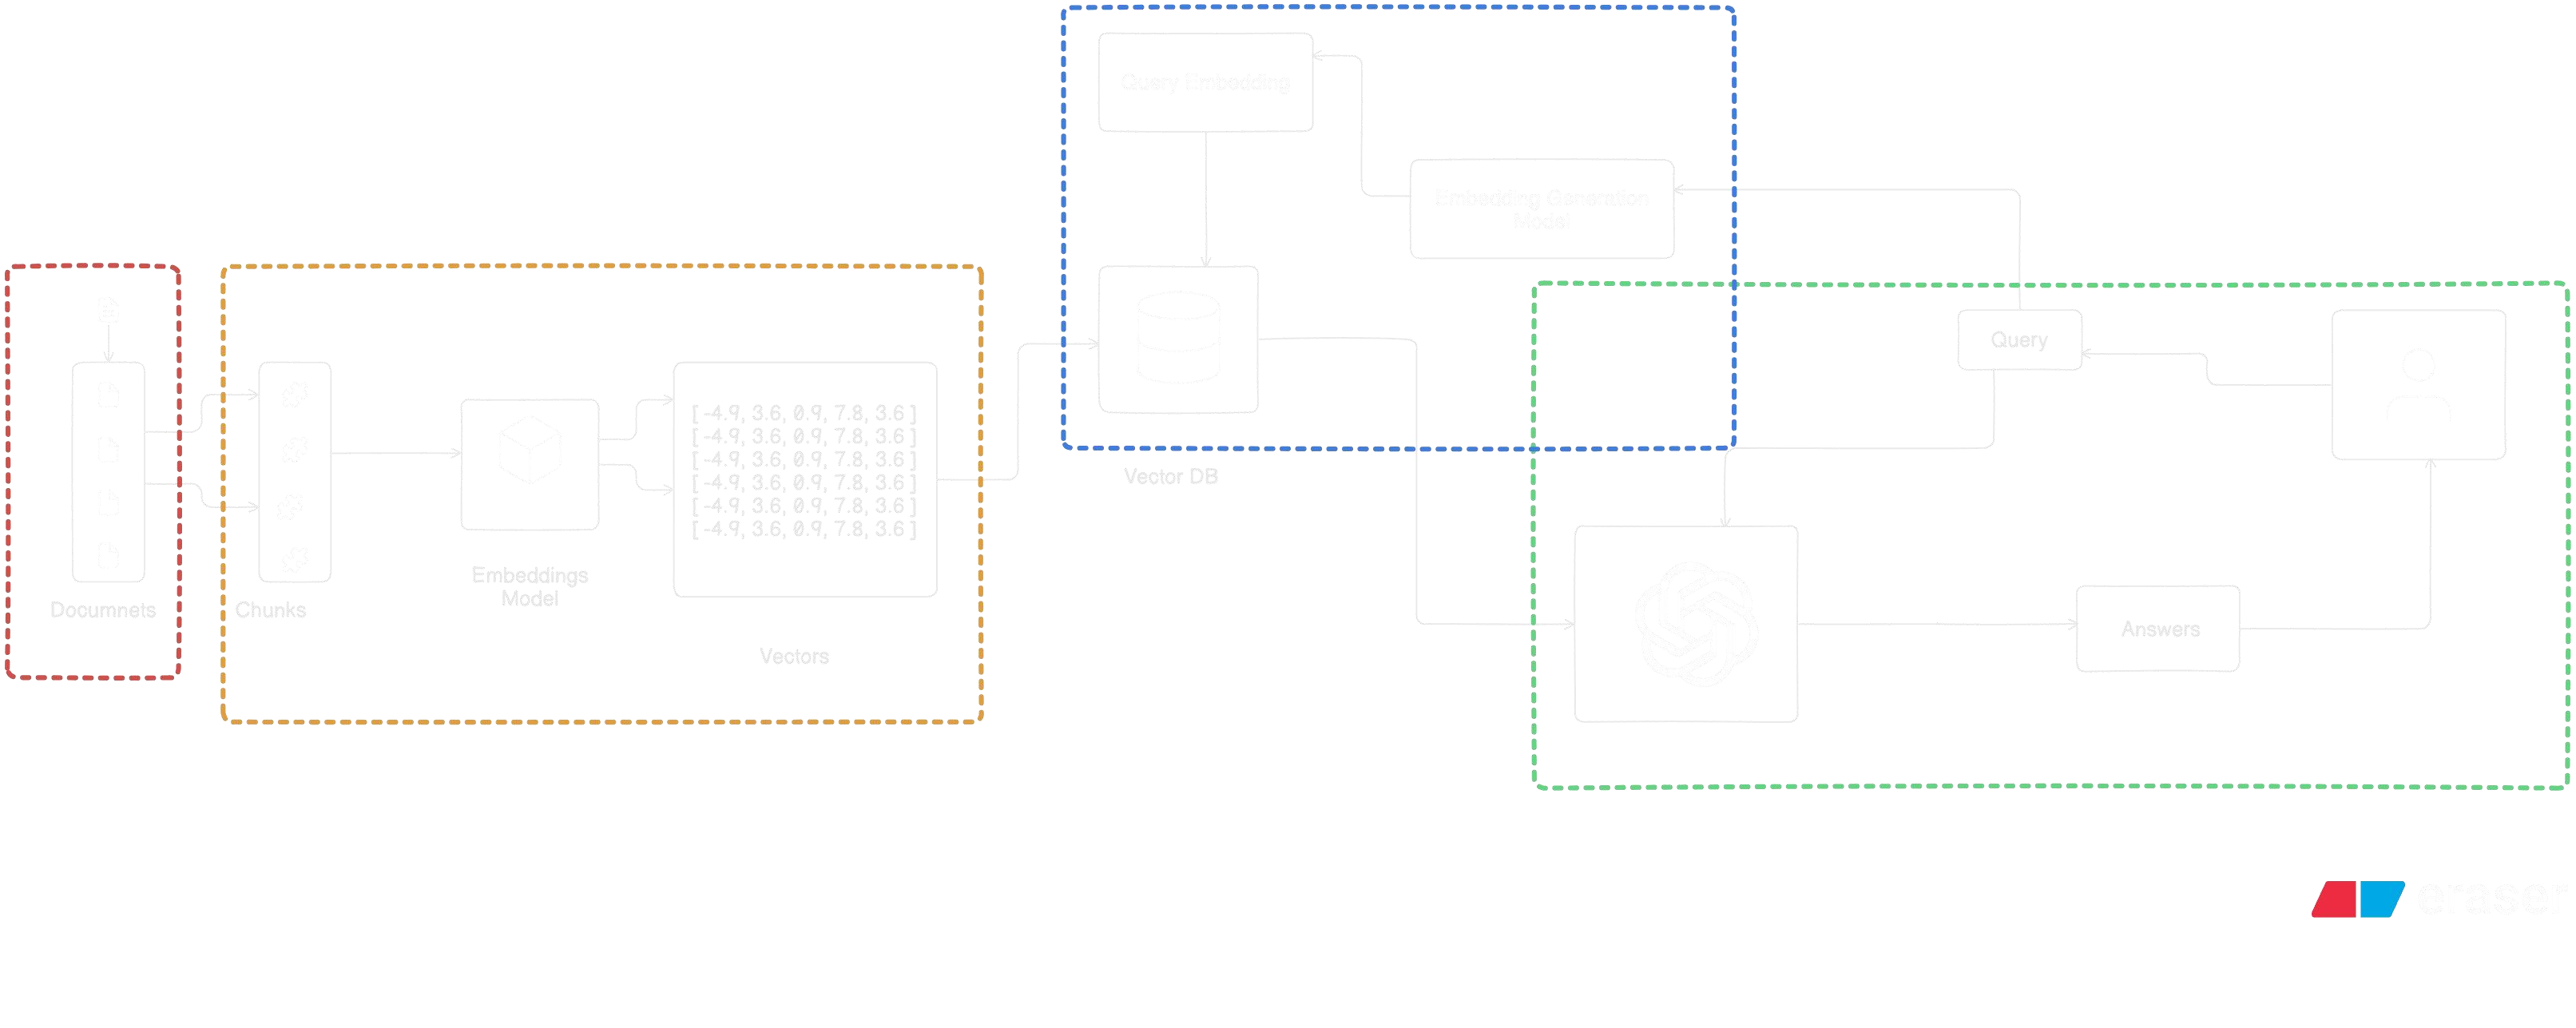 Query Embedding
Embedding Generation
Model
Query
[ -4.9, 3.6, 0.9, 7.8, 3.6 ]
[ -4.9, 3.6, 0.9, 7.8, 3.6 ]
[ -4.9, 3.6, 0.9, 7.8, 3.6 ]
[ -4.9, 3.6, 0.9, 7.8, 3.6 ]
[ -4.9, 3.6, 0.9, 7.8, 3.6 ]
[ -4.9, 3.6, 0.9, 7.8, 3.6 ]
Vector DB
Embeddings
Model
Documnets
Chunks
Vectors
Answers
eraser